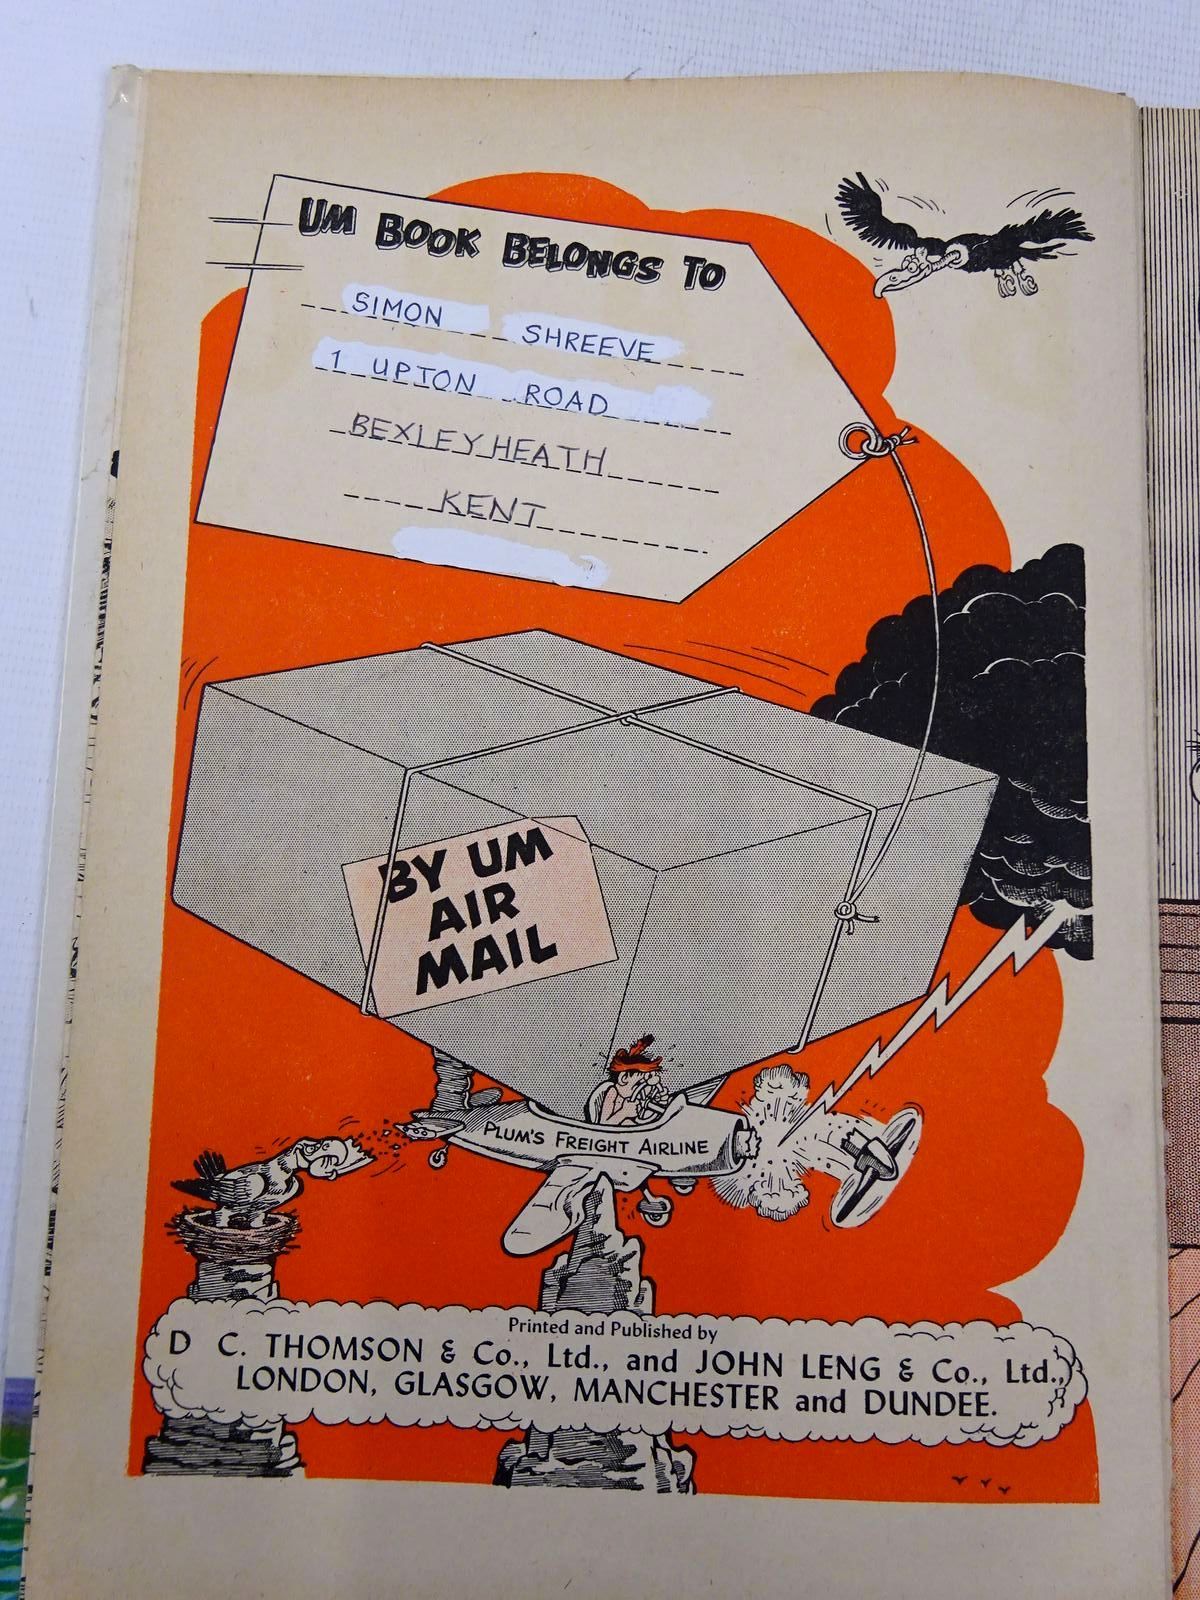 UM BOOK BELONGS TO
SIMON SHREEVE
1 UPTON ROAD
BEXLEYHEATH
KENT
BY UM
AIR
MAIL
PLUM'S FREIGHT AIRLINE
Printed and Published by
D C. THOMSON & Co., Ltd., and JOHN LENG & Co., Ltd.,
LONDON, GLASGOW, MANCHESTER and DUNDEE.